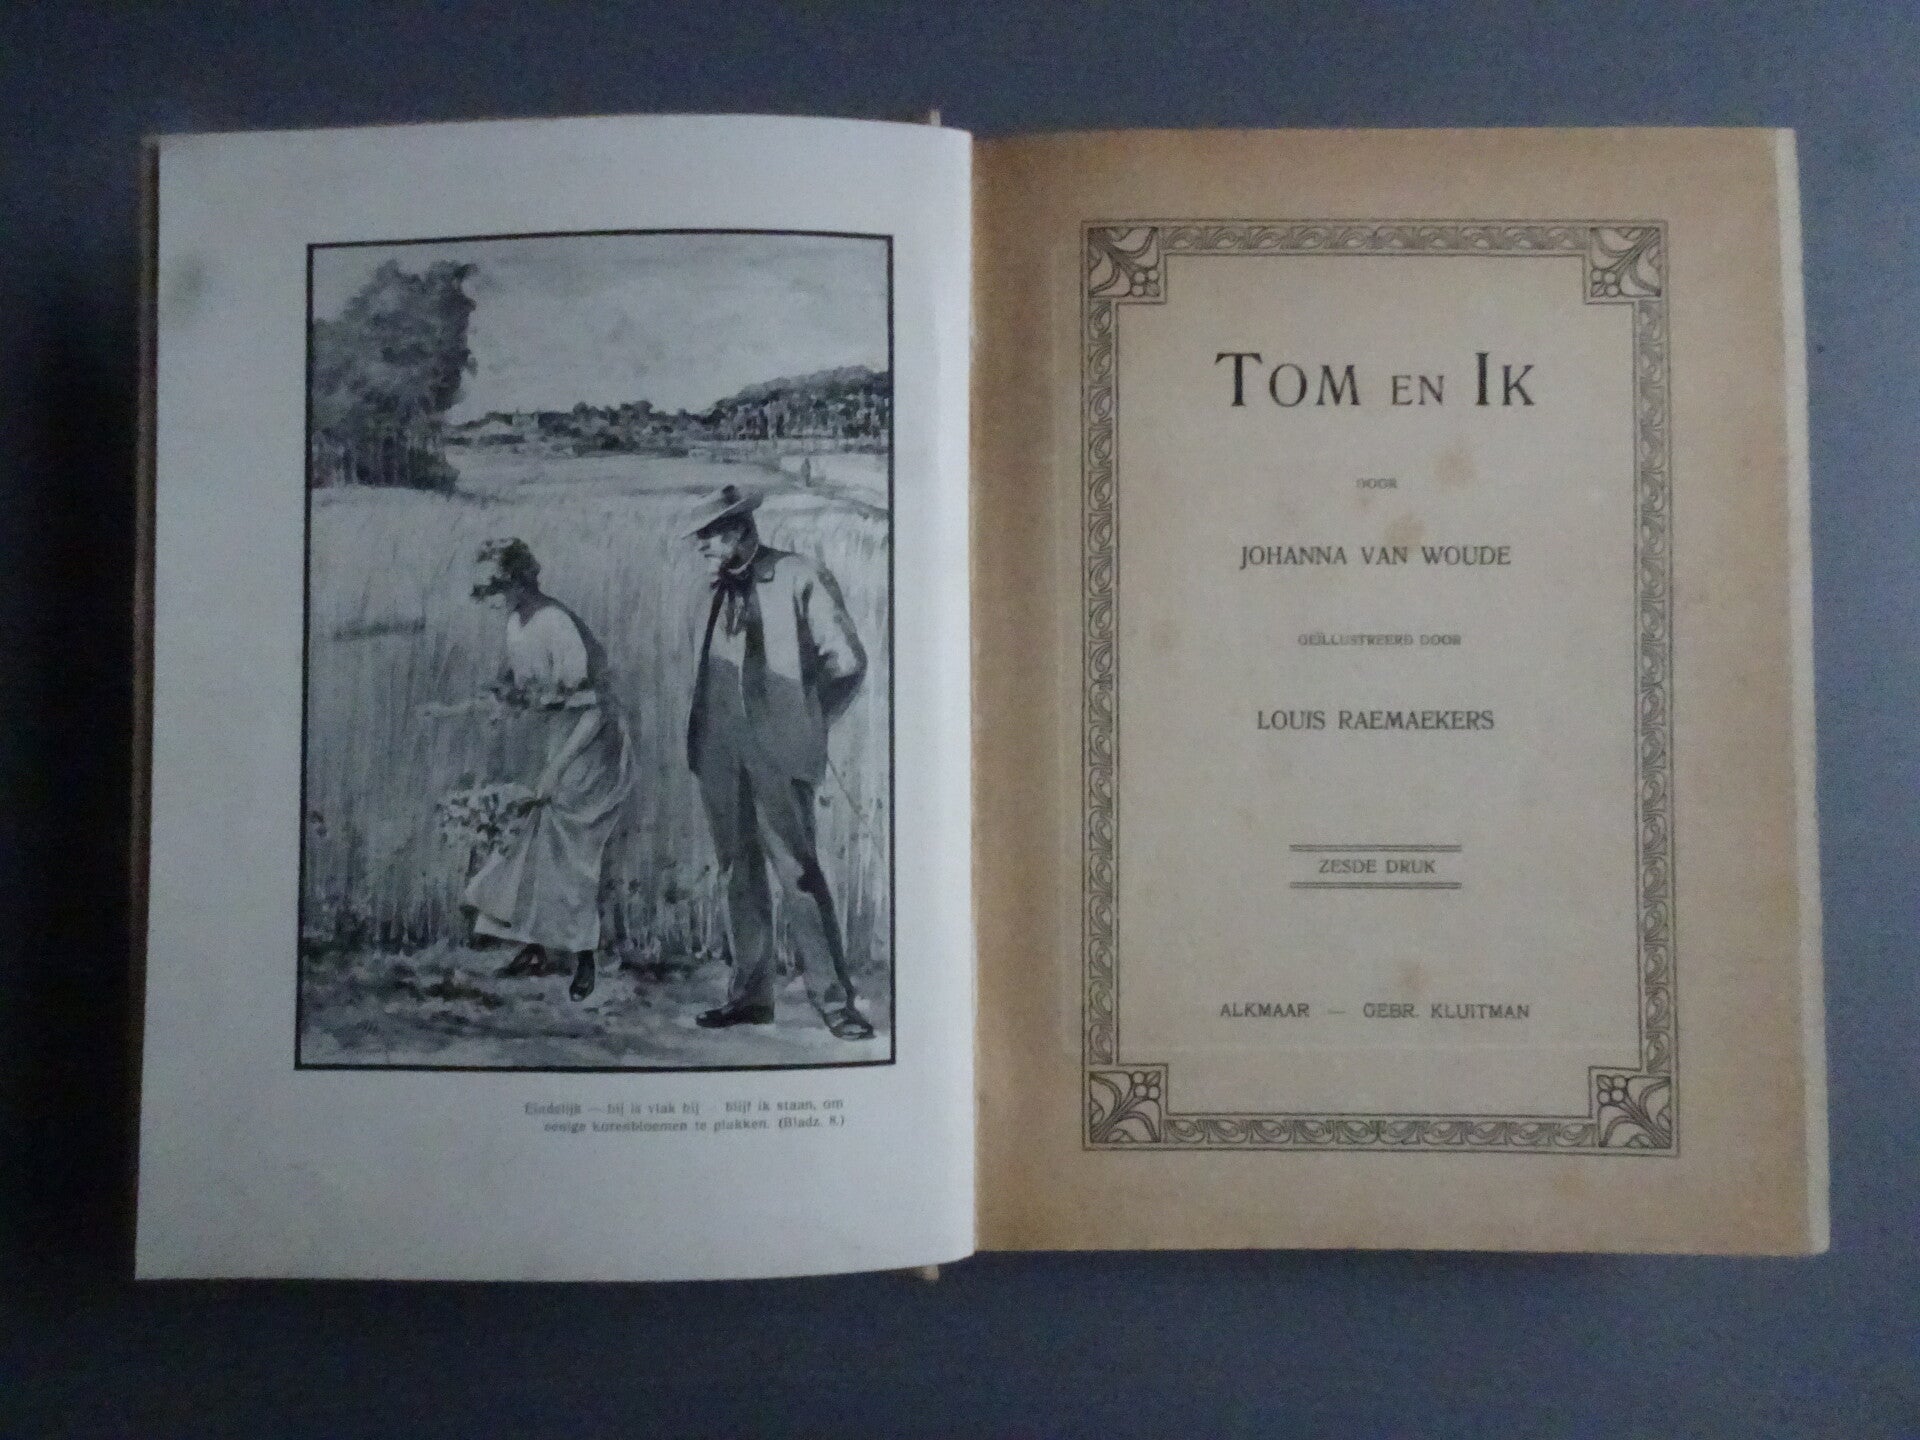 Eindelijk — hij is vlak bij — blijf ik staan, om
eenige korenbloemen te plukken. (Bladz. 8.)
TOM EN IK
DOOR
JOHANNA VAN WOUDE
GEÏLLUSTREERD DOOR
LOUIS RAEMAEKERS
ZESDE DRUK
ALKMAAR — GEBR. KLUITMAN